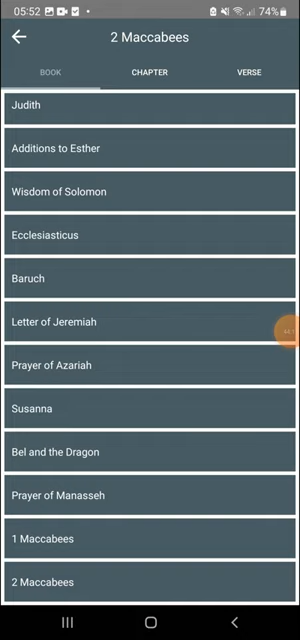 05:52 74%
2 Maccabees
BOOK CHAPTER VERSE
Judith
Additions to Esther
Wisdom of Solomon
Ecclesiasticus
Baruch
Letter of Jeremiah
Prayer of Azariah
Susanna
Bel and the Dragon
Prayer of Manasseh
1 Maccabees
2 Maccabees